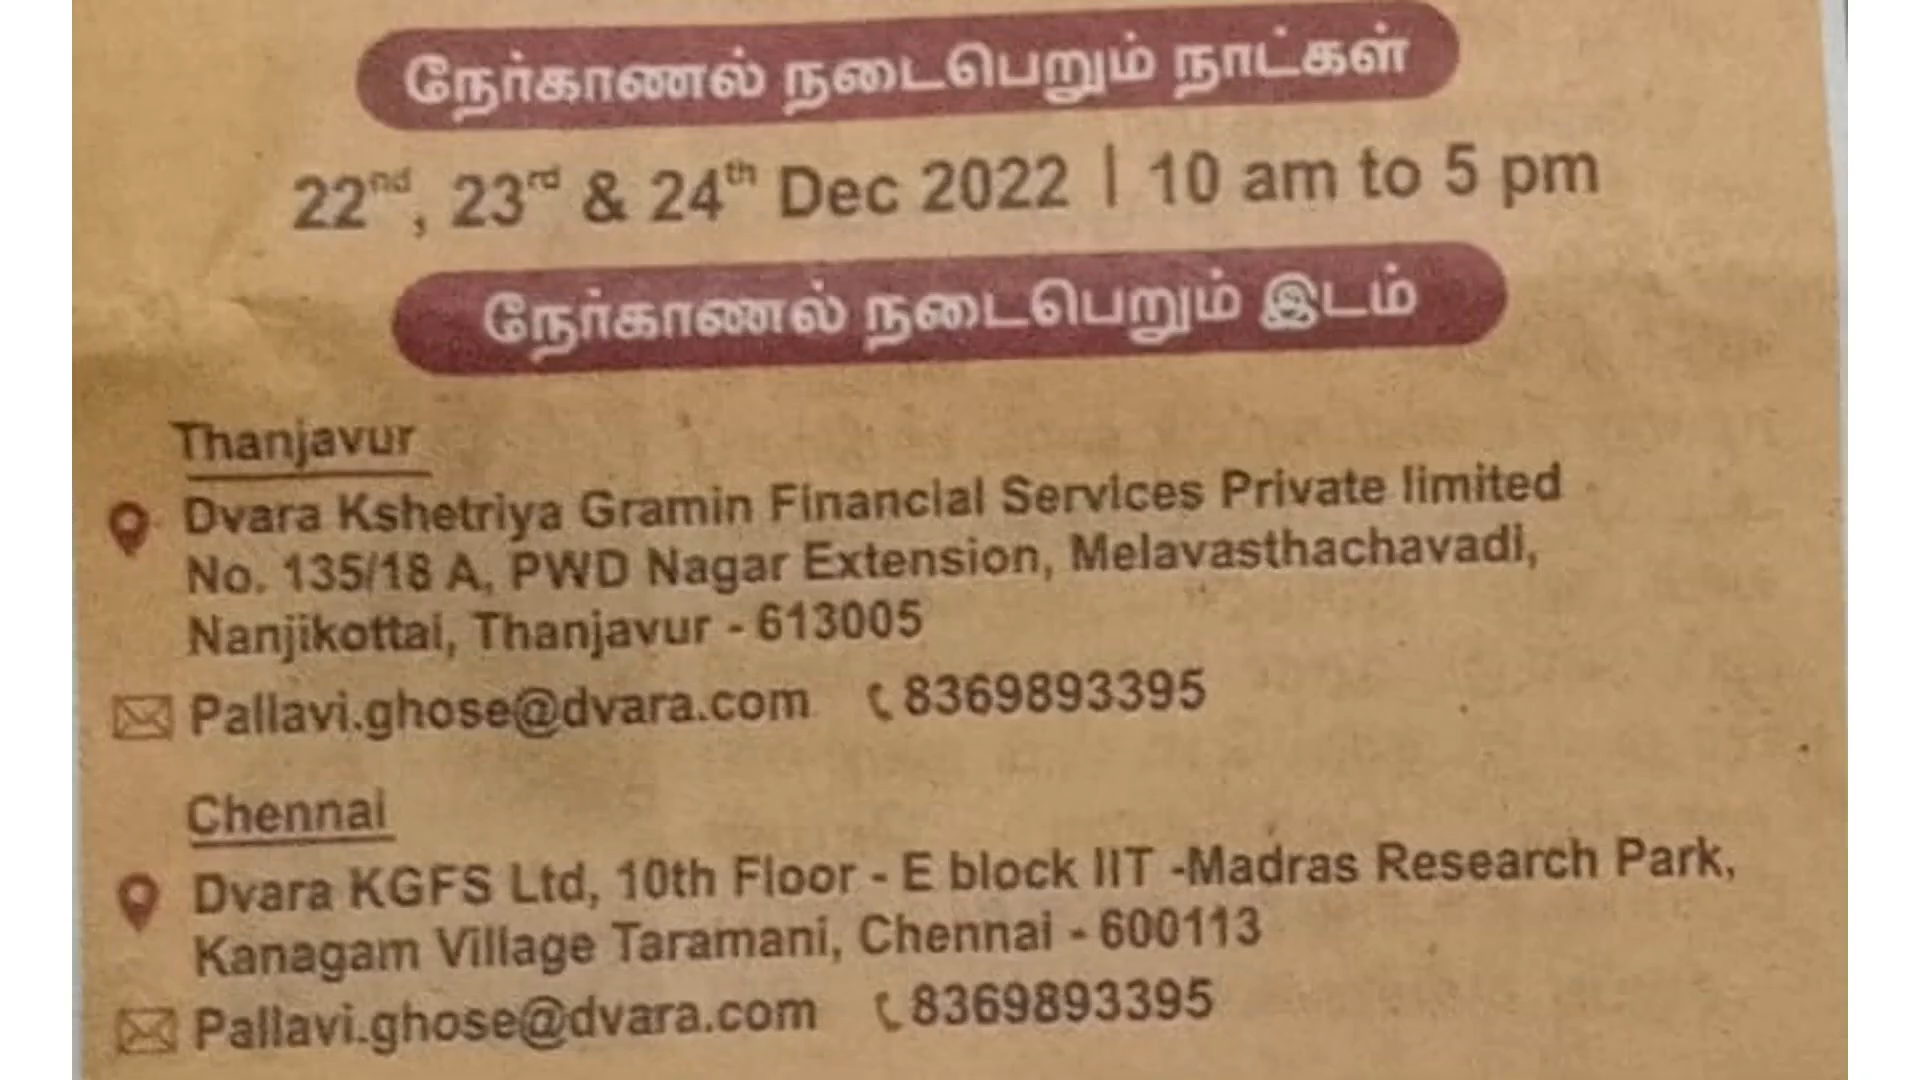 நேர்காணல் நடைபெறும் நாட்கள்
22nd, 23rd & 24th Dec 2022 | 10 am to 5 pm
நேர்காணல் நடைபெறும் இடம்
Thanjavur
Dvara Kshetriya Gramin Financial Services Private limited
No. 135/18 A, PWD Nagar Extension, Melavasthachavadi,
Nanjikottai, Thanjavur - 613005
Pallavi.ghose@dvara.com 8369893395
Chennai
Dvara KGFS Ltd, 10th Floor - E block IIT -Madras Research Park,
Kanagam Village Taramani, Chennai - 600113
Pallavi.ghose@dvara.com 8369893395